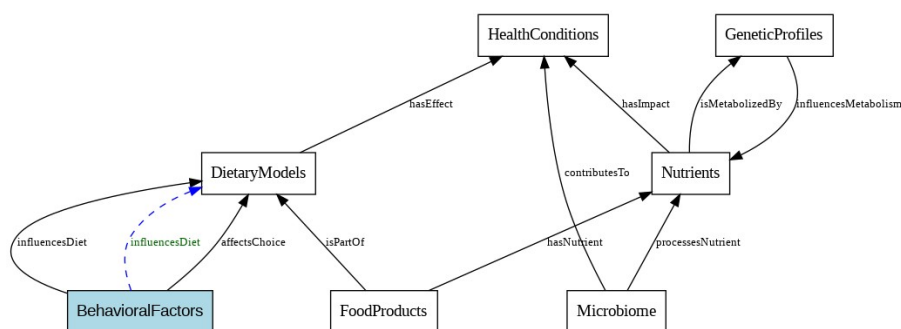 HealthConditions
GeneticProfiles
hasEffect
hasImpact
isMetabolizedBy
influencesMetabolism
DietaryModels
contributesTo
Nutrients
influencesDiet
influencesDiet
affectsChoice
isPartOf
hasNutrient
processesNutrient
BehavioralFactors
FoodProducts
Microbiome